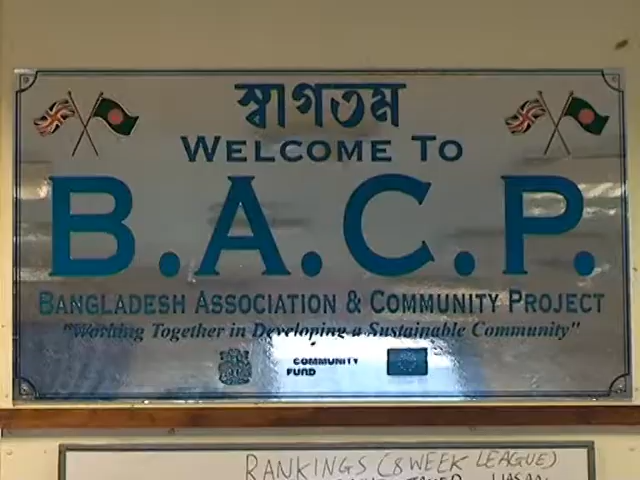 স্বাগতম
WELCOME TO
B.A.C.P.
BANGLADESH ASSOCIATION & COMMUNITY PROJECT
"Working Together in Developing a Sustainable Community"
COMMUNITY
FUND
RANKINGS (8 WEEK LEAGUE)